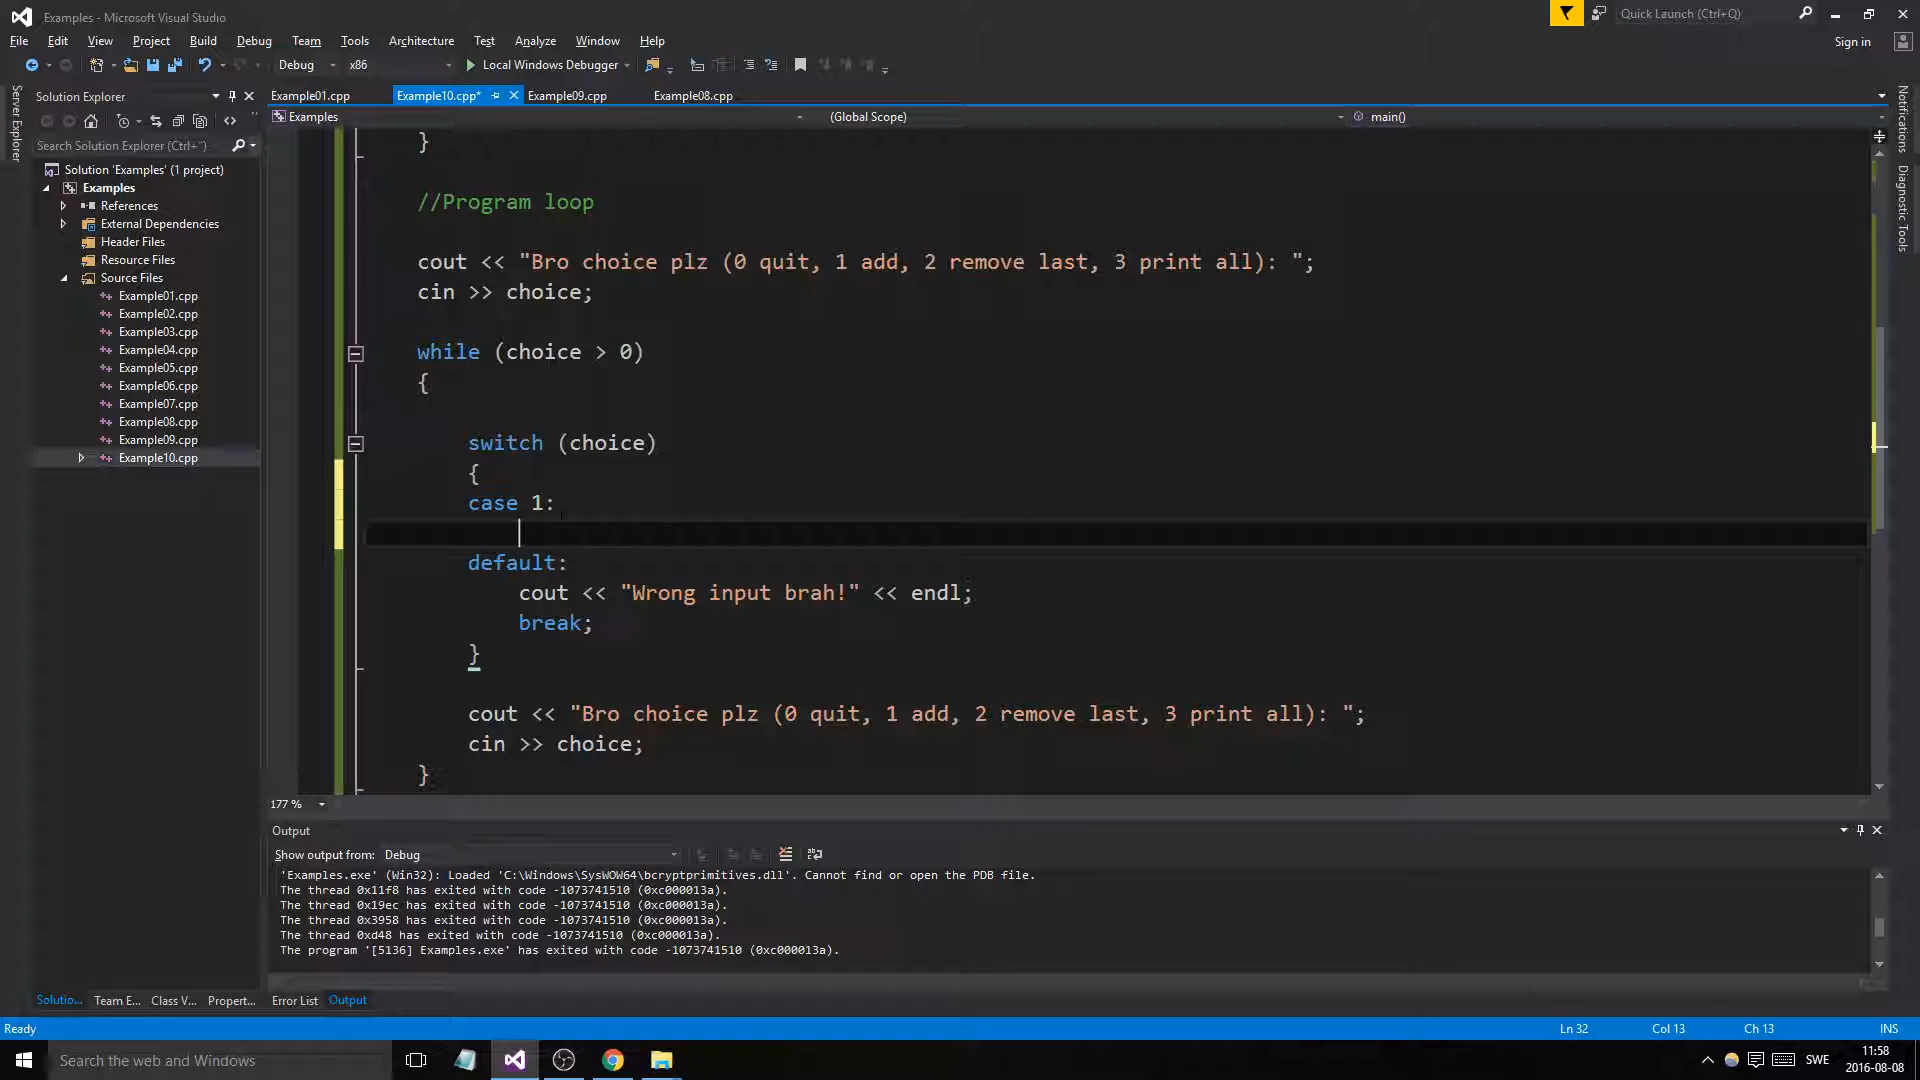 Examples - Microsoft Visual Studio
Quick Launch (Ctrl+Q)
File Edit View Project Build Debug Team Tools Architecture Test Analyze Window Help
Sign in
Debug x86 Local Windows Debugger
Server Explorer
Solution Explorer
Search Solution Explorer (Ctrl+")
Solution 'Examples' (1 project)
Examples
References
External Dependencies
Header Files
Resource Files
Source Files
Example01.cpp
Example02.cpp
Example03.cpp
Example04.cpp
Example05.cpp
Example06.cpp
Example07.cpp
Example08.cpp
Example09.cpp
Example10.cpp
Example01.cpp Example10.cpp* Example09.cpp Example08.cpp
Examples (Global Scope) main()
}
//Program loop
cout << "Bro choice plz (0 quit, 1 add, 2 remove last, 3 print all): ";
cin >> choice;
while (choice > 0)
{
switch (choice)
{
case 1:
default:
cout << "Wrong input brah!" << endl;
break;
}
cout << "Bro choice plz (0 quit, 1 add, 2 remove last, 3 print all): ";
cin >> choice;
}
177 %
Notifications
Diagnostic Tools
Output
Show output from: Debug
'Examples.exe' (Win32): Loaded 'C:\Windows\SysWOW64\bcryptprimitives.dll'. Cannot find or open the PDB file.
The thread 0x11f8 has exited with code -1073741510 (0xc000013a).
The thread 0x19ec has exited with code -1073741510 (0xc000013a).
The thread 0x3958 has exited with code -1073741510 (0xc000013a).
The thread 0xd48 has exited with code -1073741510 (0xc000013a).
The program '[5136] Examples.exe' has exited with code -1073741510 (0xc000013a).
Solutio... Team E... Class V... Propert... Error List Output
Ready Ln 32 Col 13 Ch 13 INS
Search the web and Windows
SWE
11:58
2016-08-08